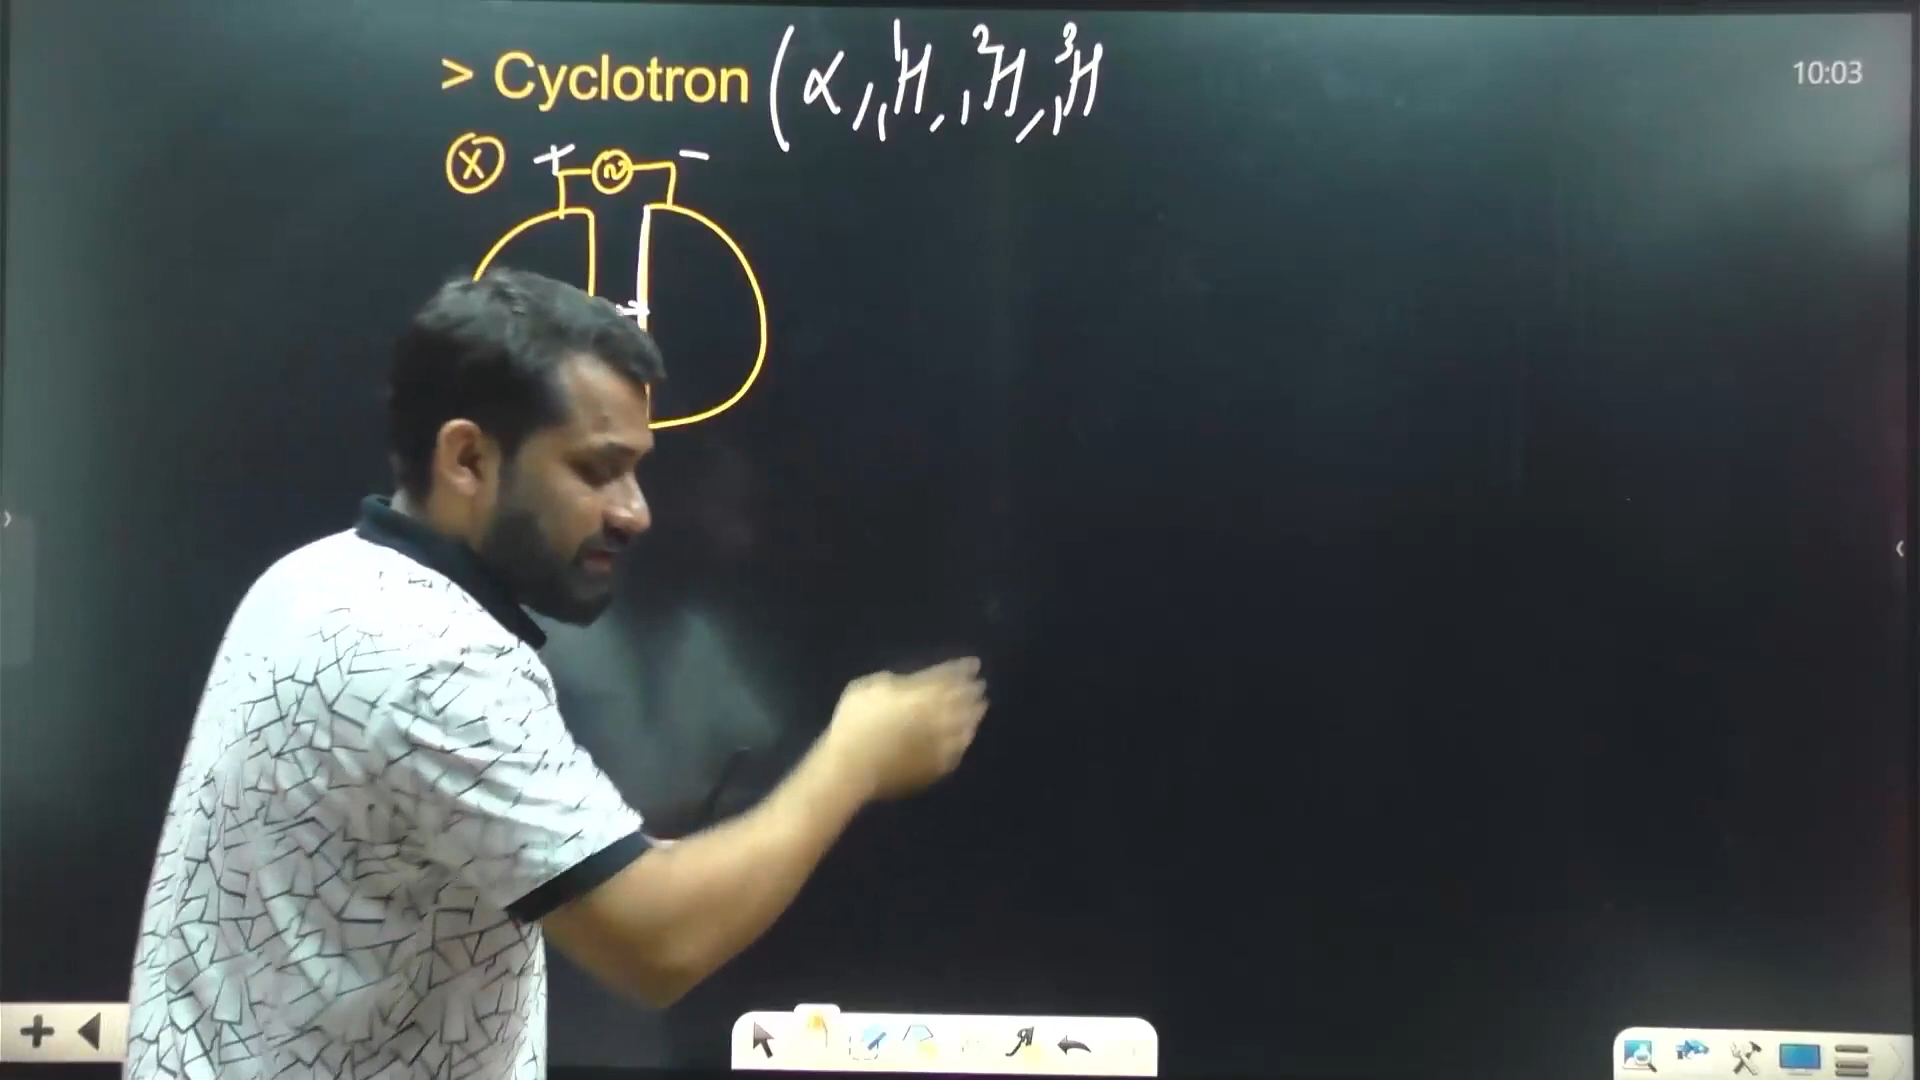 > Cyclotron (α, ¹₁H, ²₁H, ³₁H
10:03
ⓧ + ~ −